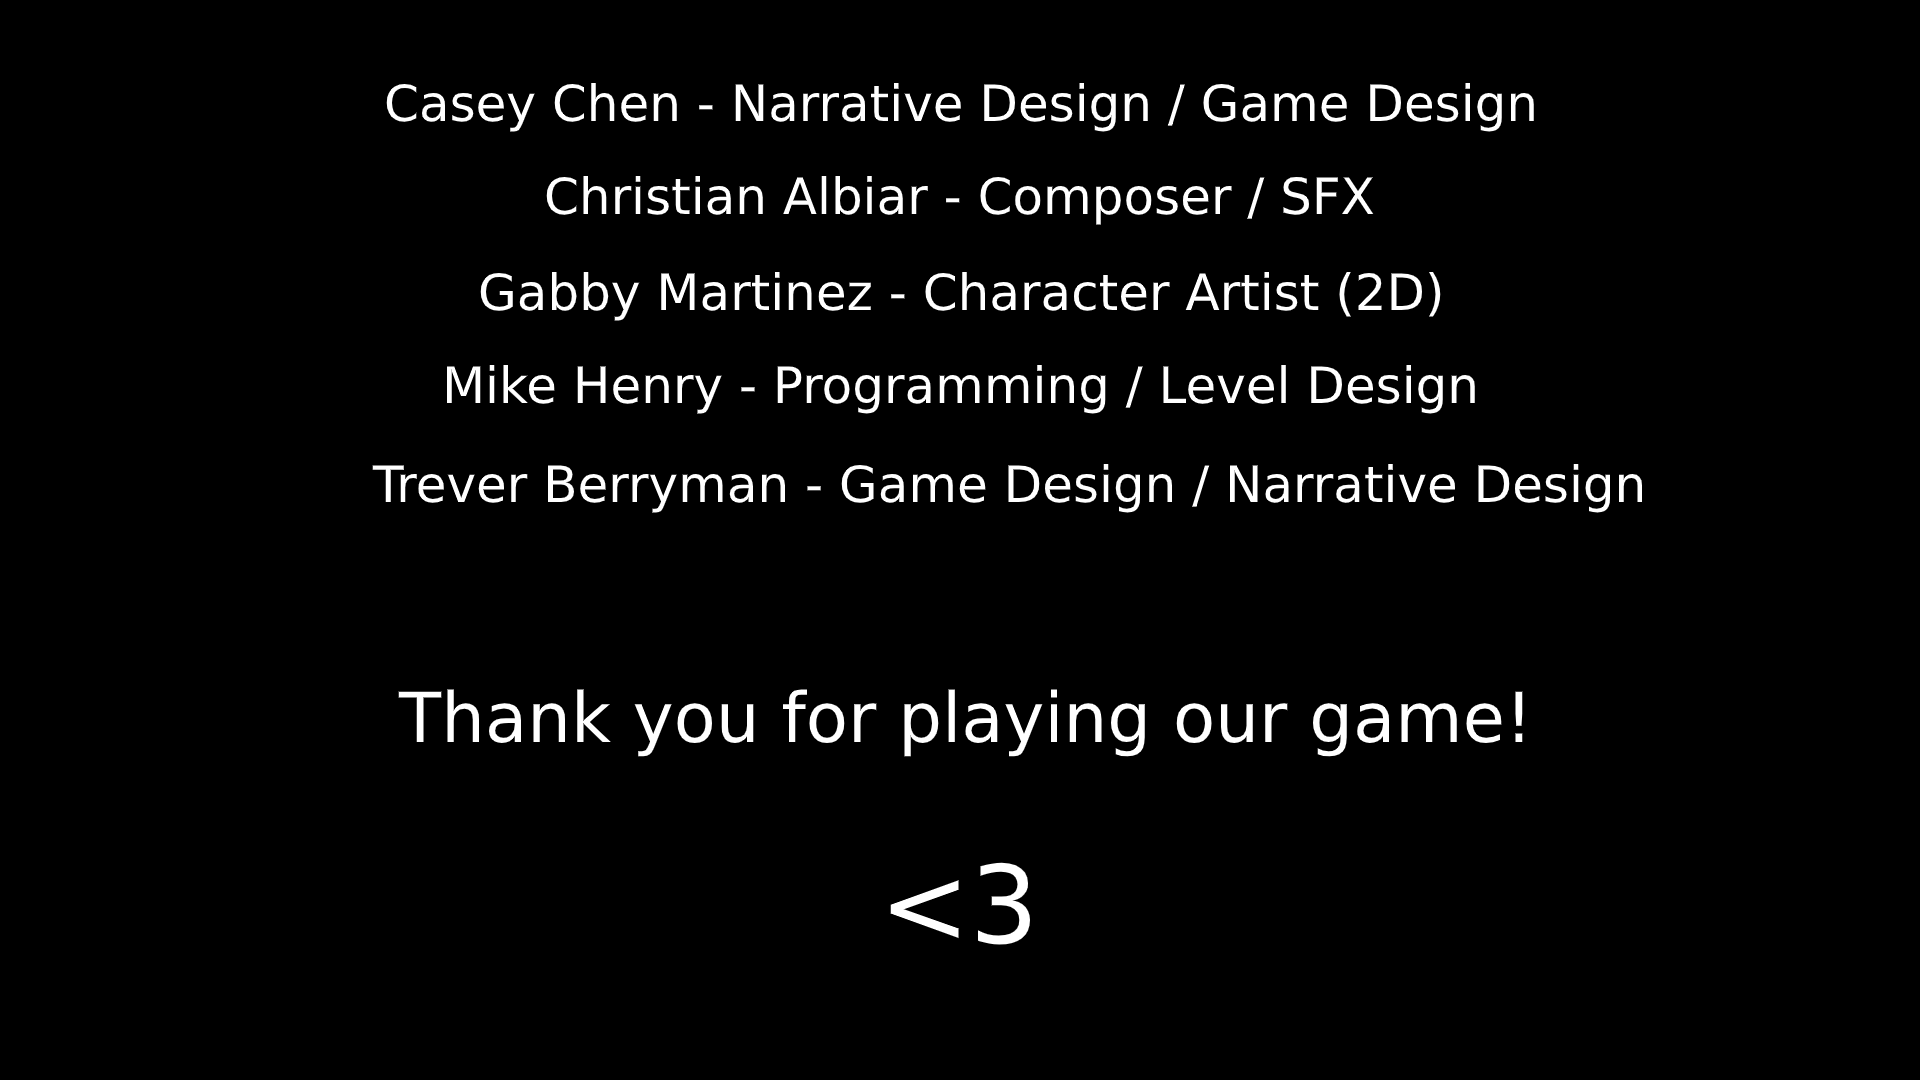 Casey Chen - Narrative Design / Game Design
Christian Albiar - Composer / SFX
Gabby Martinez - Character Artist (2D)
Mike Henry - Programming / Level Design
Trever Berryman - Game Design / Narrative Design
Thank you for playing our game!
<3